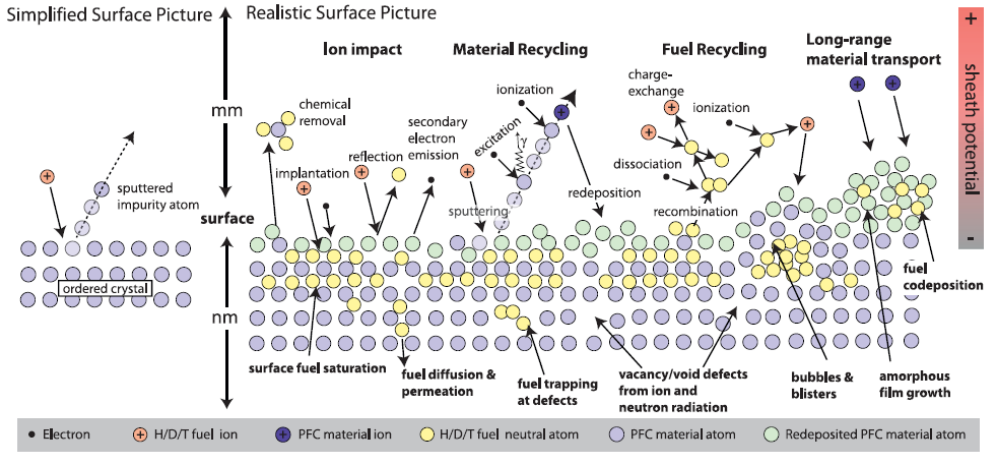 Simplified Surface Picture
Realistic Surface Picture
Ion impact
Material Recycling
Fuel Recycling
Long-range
material transport
mm
surface
nm
sputtered
impurity atom
ordered crystal
chemical
removal
implantation
reflection
secondary
electron
emission
ionization
excitation
γ
sputtering
redeposition
charge-
exchange
ionization
dissociation
recombination
+
sheath potential
-
fuel
codeposition
surface fuel saturation
fuel diffusion &
permeation
fuel trapping
at defects
vacancy/void defects
from ion and
neutron radiation
bubbles &
blisters
amorphous
film growth
Electron
H/D/T fuel ion
PFC material ion
H/D/T fuel neutral atom
PFC material atom
Redeposited PFC material atom